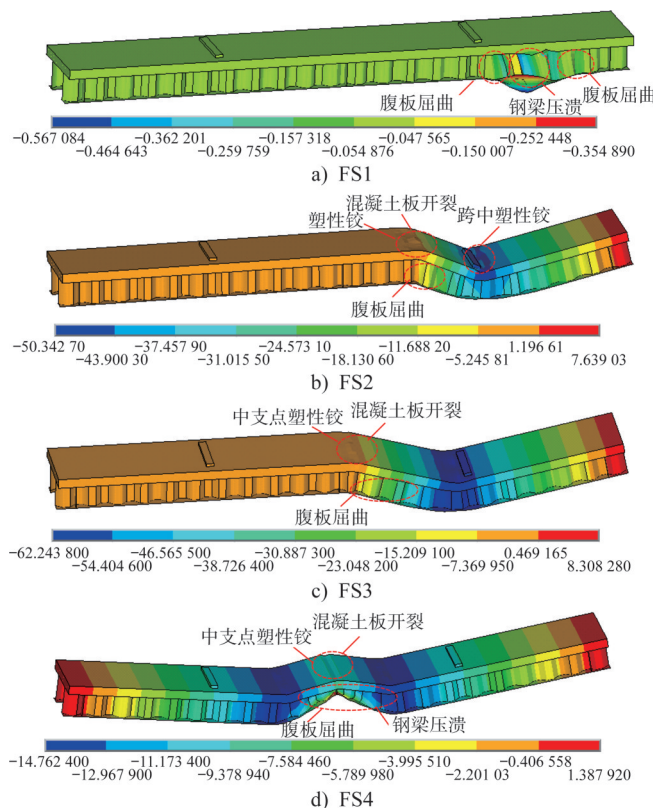 腹板屈曲
腹板屈曲
钢梁压溃
−0.567 084 −0.362 201 −0.157 318 −0.047 565 −0.252 448
−0.464 643 −0.259 759 −0.054 876 −0.150 007 −0.354 890
a) FS1
混凝土板开裂
塑性铰 跨中塑性铰
腹板屈曲
−50.342 70 −37.457 90 −24.573 10 −11.688 20 1.196 61
−43.900 30 −31.015 50 −18.130 60 −5.245 81 7.639 03
b) FS2
中支点塑性铰 混凝土板开裂
腹板屈曲
−62.243 800 −46.565 500 −30.887 300 −15.209 100 0.469 165
−54.404 600 −38.726 400 −23.048 200 −7.369 950 8.308 280
c) FS3
混凝土板开裂
中支点塑性铰
腹板屈曲 钢梁压溃
−14.762 400 −11.173 400 −7.584 460 −3.995 510 −0.406 558
−12.967 900 −9.378 940 −5.789 980 −2.201 03 1.387 920
d) FS4